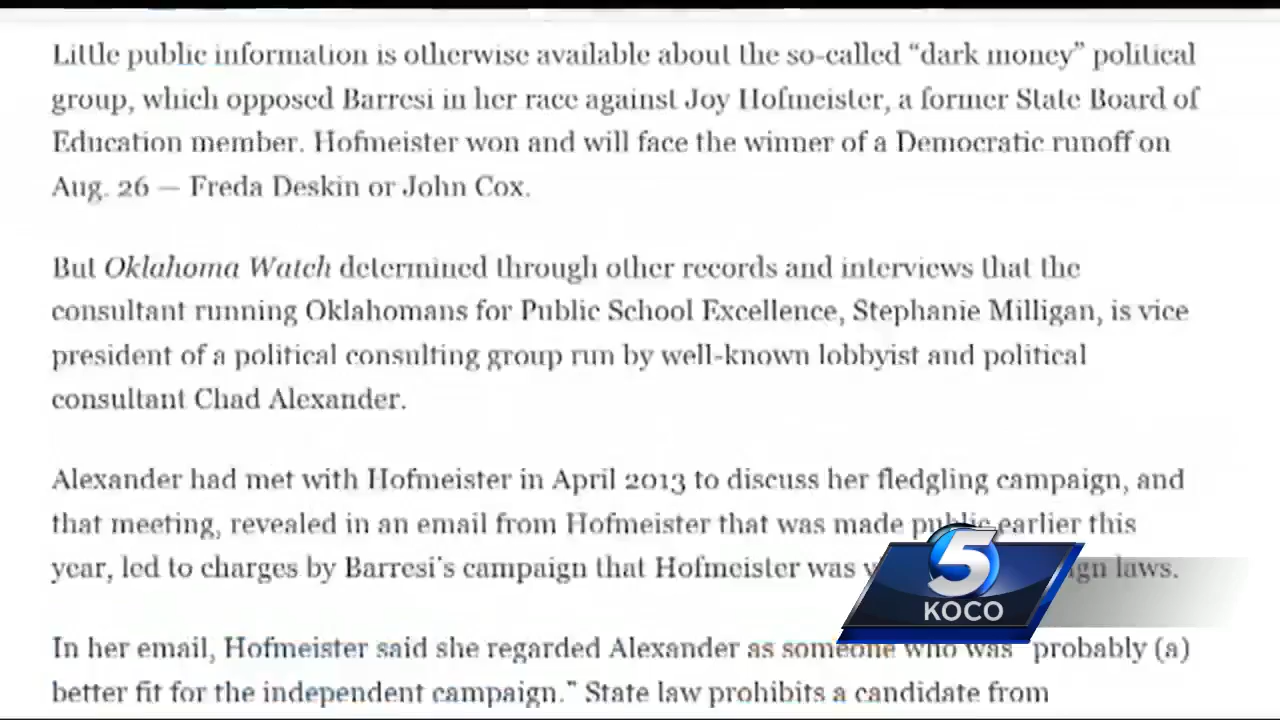 Little public information is otherwise available about the so-called “dark money” political
group, which opposed Barresi in her race against Joy Hofmeister, a former State Board of
Education member. Hofmeister won and will face the winner of a Democratic runoff on
Aug. 26 — Freda Deskin or John Cox.
But Oklahoma Watch determined through other records and interviews that the
consultant running Oklahomans for Public School Excellence, Stephanie Milligan, is vice
president of a political consulting group run by well-known lobbyist and political
consultant Chad Alexander.
Alexander had met with Hofmeister in April 2013 to discuss her fledgling campaign, and
that meeting, revealed in an email from Hofmeister that was made public earlier this
year, led to charges by Barresi’s campaign that Hofmeister was laws.
5
KOCO
In her email, Hofmeister said she regarded Alexander as someone who was “probably (a)
better fit for the independent campaign.” State law prohibits a candidate from